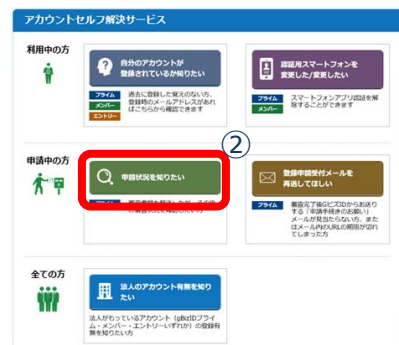 アカウントセルフ解決サービス
利用中の方
自分のアカウントが
登録されているか知りたい
プライム
メンバー
エントリー
過去に登録した覚えのない方、
登録時のメールアドレスがあれ
ばこちらから確認できます
認証用スマートフォンを
変更した/変更したい
プライム
メンバー
スマートフォンアプリ認証を解
除することができます
②
申請中の方
申請状況を知りたい
登録申請受付メールを
再送してほしい
プライム
審査完了後GビズIDからお送り
する「申請手続きのお願い」
メールが見当たらない方、また
はメール内のURLの期限が切れ
てしまった方
全ての方
法人のアカウント有無を知り
たい
法人がもっているアカウント（gBizIDプライ
ム・メンバー・エントリーいずれか）の登録有
無を知りたい方